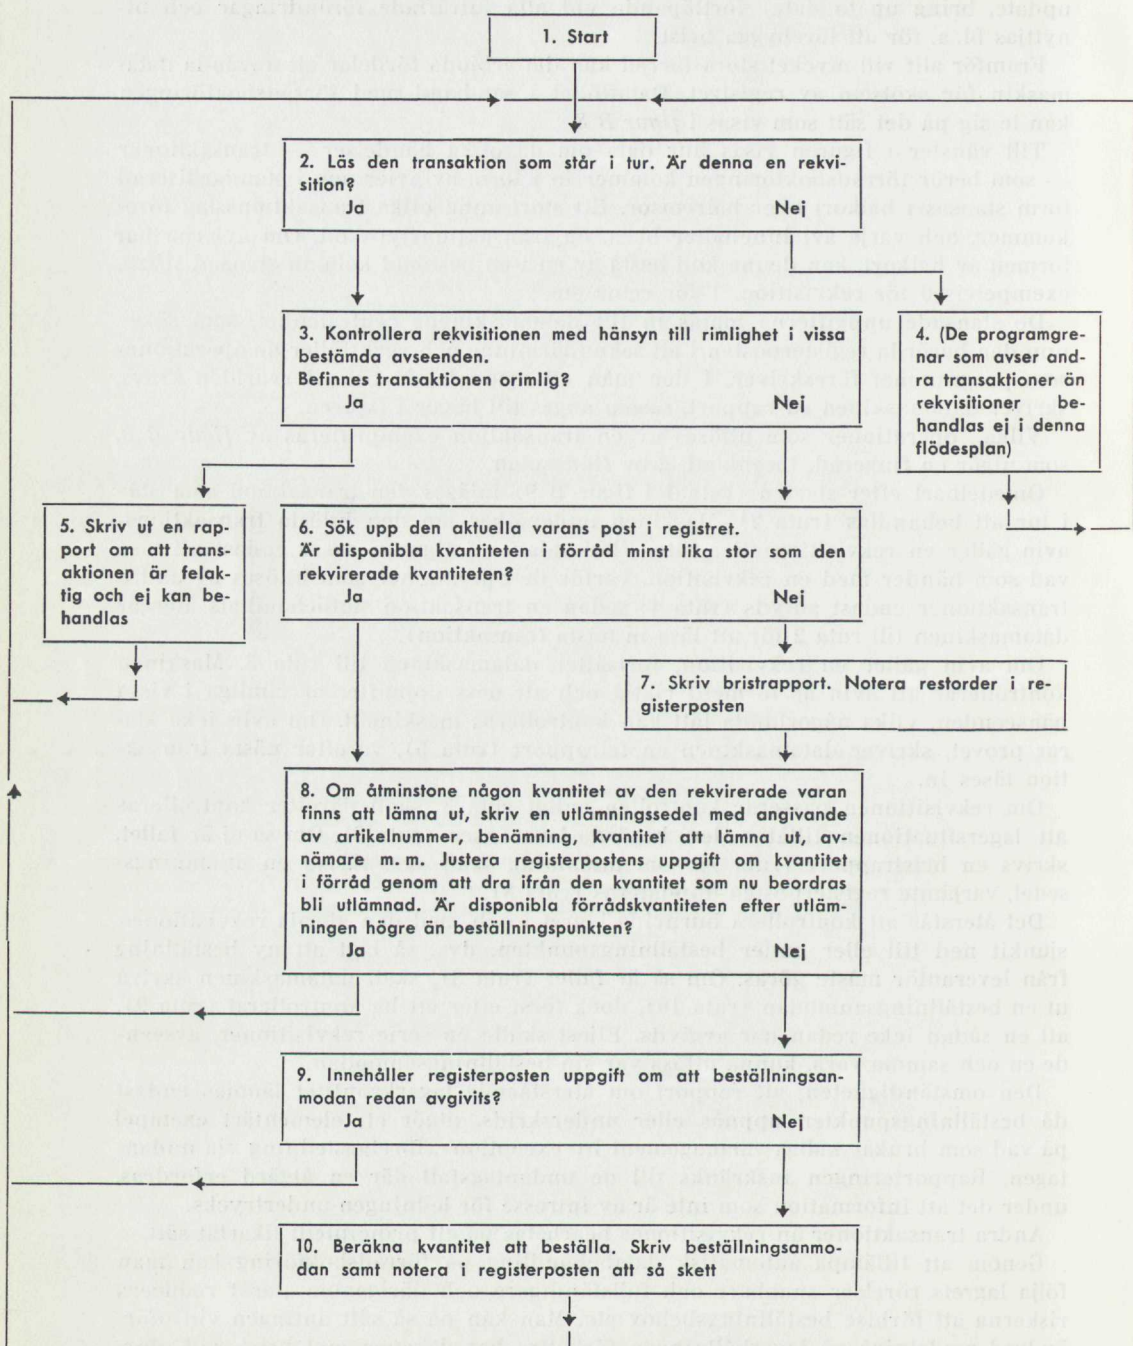 1. Start
2. Läs den transaktion som står i tur. Är denna en rekvi-
sition?
Ja Nej
3. Kontrollera rekvisitionen med hänsyn till rimlighet i vissa
bestämda avseenden.
Befinnes transaktionen orimlig?
Ja Nej
4. (De programgre-
nar som avser and-
ra transaktioner än
rekvisitioner be-
handlas ej i denna
flödesplan)
5. Skriv ut en rap-
port om att trans-
aktionen är felak-
tig och ej kan be-
handlas
6. Sök upp den aktuella varans post i registret.
Är disponibla kvantiteten i förråd minst lika stor som den
rekvirerade kvantiteten?
Ja Nej
7. Skriv bristrapport. Notera restorder i re-
gisterposten
8. Om åtminstone någon kvantitet av den rekvirerade varan
finns att lämna ut, skriv en utlämningssedel med angivande
av artikelnummer, benämning, kvantitet att lämna ut, av-
nämare m. m. Justera registerpostens uppgift om kvantitet
i förråd genom att dra ifrån den kvantitet som nu beordras
bli utlämnad. Är disponibla förrådskvantiteten efter utläm-
ningen högre än beställningspunkten?
Ja Nej
9. Innehåller registerposten uppgift om att beställningsan-
modan redan avgivits?
Ja Nej
10. Beräkna kvantitet att beställa. Skriv beställningsanmo-
dan samt notera i registerposten att så skett